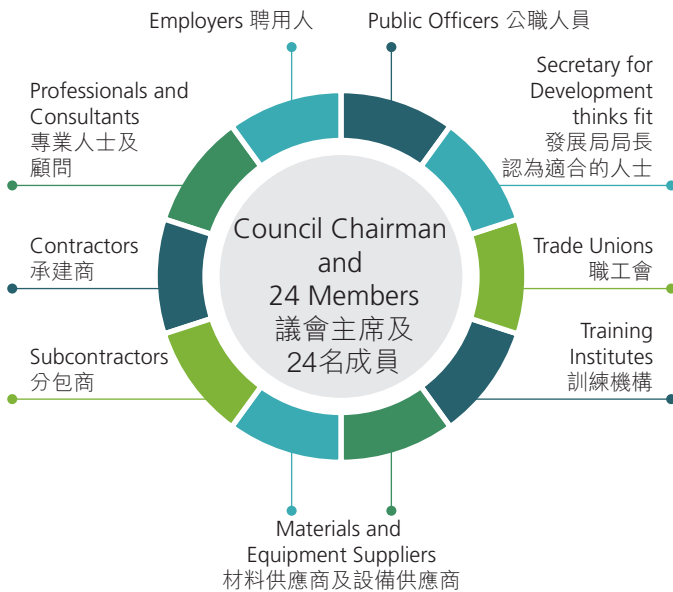 Employers 聘用人
Public Officers 公職人員
Professionals and
Consultants
專業人士及
顧問
Secretary for
Development
thinks fit
發展局局長
認為適合的人士
Contractors
承建商
Council Chairman
and
24 Members
議會主席及
24名成員
Trade Unions
職工會
Subcontractors
分包商
Training
Institutes
訓練機構
Materials and
Equipment Suppliers
材料供應商及設備供應商